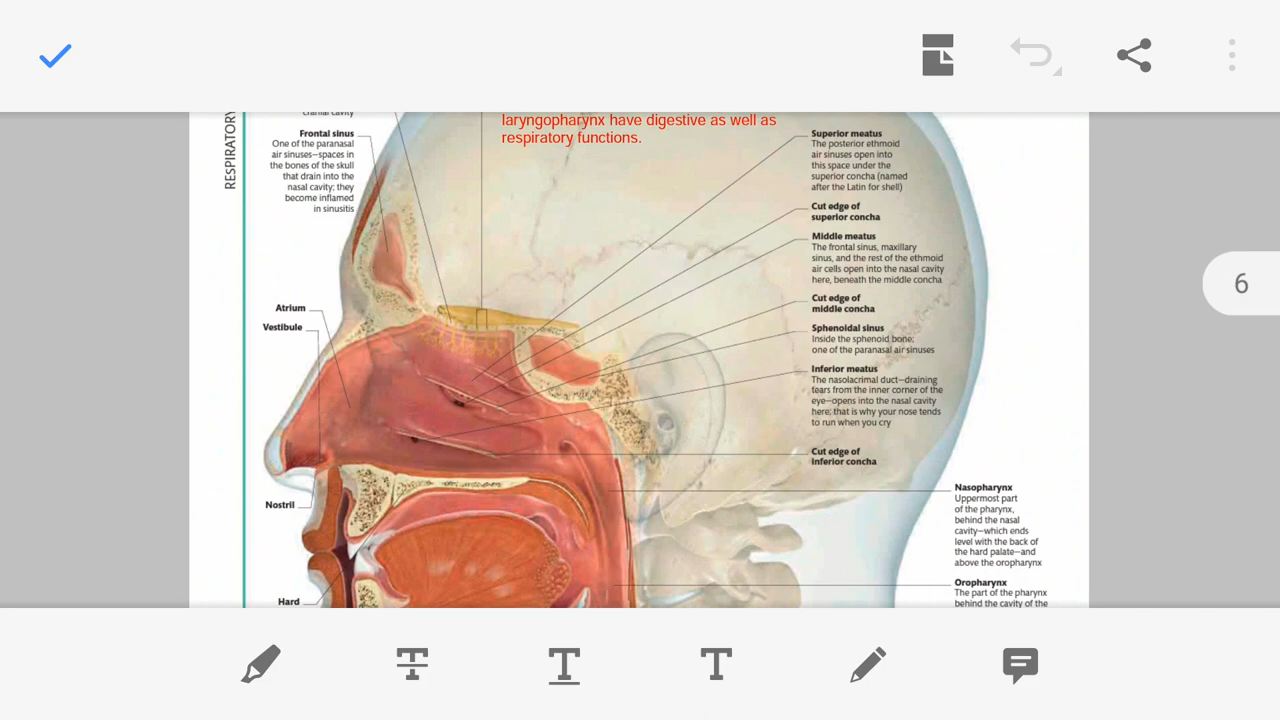 RESPIRATORY
cranial cavity
Frontal sinus
One of the paranasal
air sinuses—spaces in
the bones of the skull
that drain into the
nasal cavity; they
become inflamed
in sinusitis
laryngopharynx have digestive as well as
respiratory functions.
Superior meatus
The posterior ethmoid
air sinuses open into
this space under the
superior concha (named
after the Latin for shell)
Cut edge of
superior concha
Middle meatus
The frontal sinus, maxillary
sinus, and the rest of the ethmoid
air cells open into the nasal cavity
here, beneath the middle concha
Cut edge of
middle concha
Sphenoidal sinus
Inside the sphenoid bone;
one of the paranasal air sinuses
Inferior meatus
The nasolacrimal duct—draining
tears from the inner corner of the
eye—opens into the nasal cavity
here; that is why your nose tends
to run when you cry
Cut edge of
inferior concha
Atrium
Vestibule
Nostril
Hard
Nasopharynx
Uppermost part
of the pharynx,
behind the nasal
cavity—which ends
level with the back of
the hard palate—and
above the oropharynx
Oropharynx
The part of the pharynx
behind the cavity of the
6